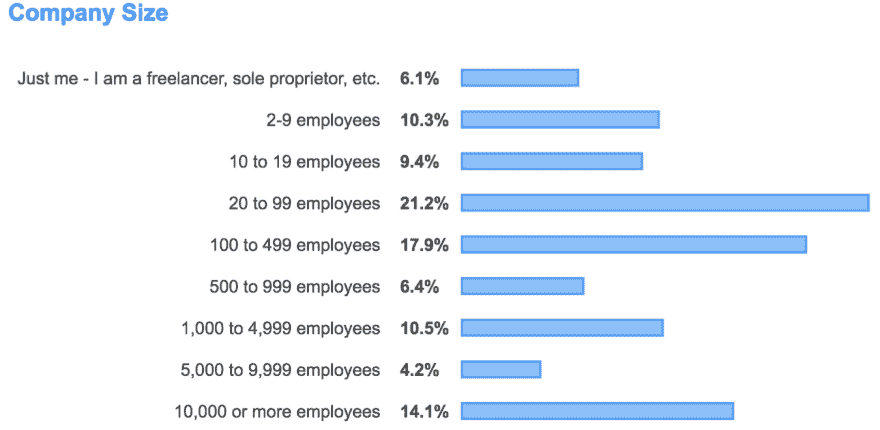 Company Size
Just me - I am a freelancer, sole proprietor, etc. 6.1%
2-9 employees 10.3%
10 to 19 employees 9.4%
20 to 99 employees 21.2%
100 to 499 employees 17.9%
500 to 999 employees 6.4%
1,000 to 4,999 employees 10.5%
5,000 to 9,999 employees 4.2%
10,000 or more employees 14.1%